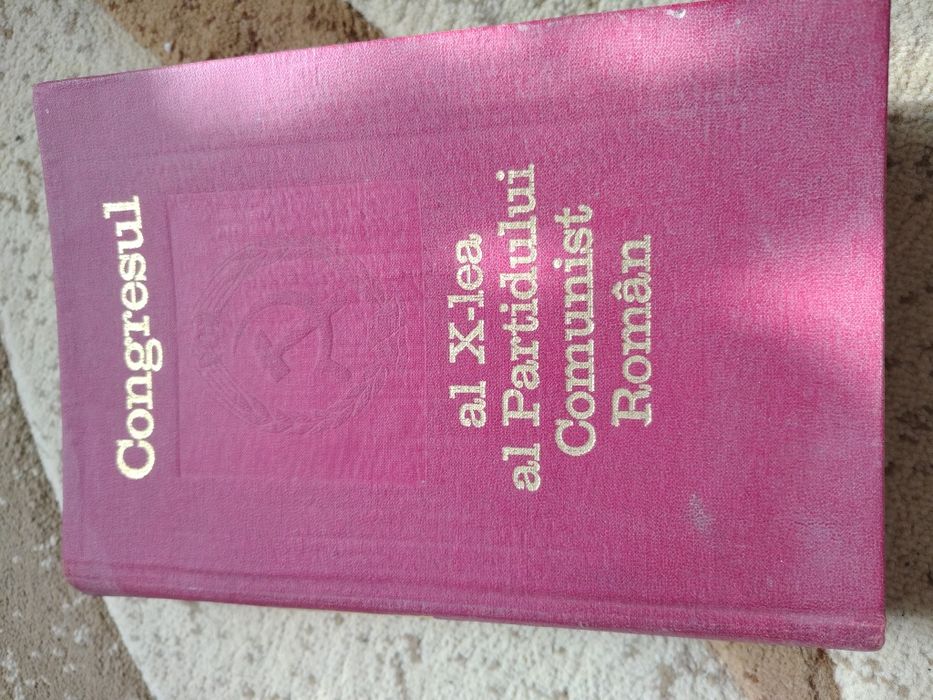 Congresul
al X-lea
al Partidului
Comunist
Român